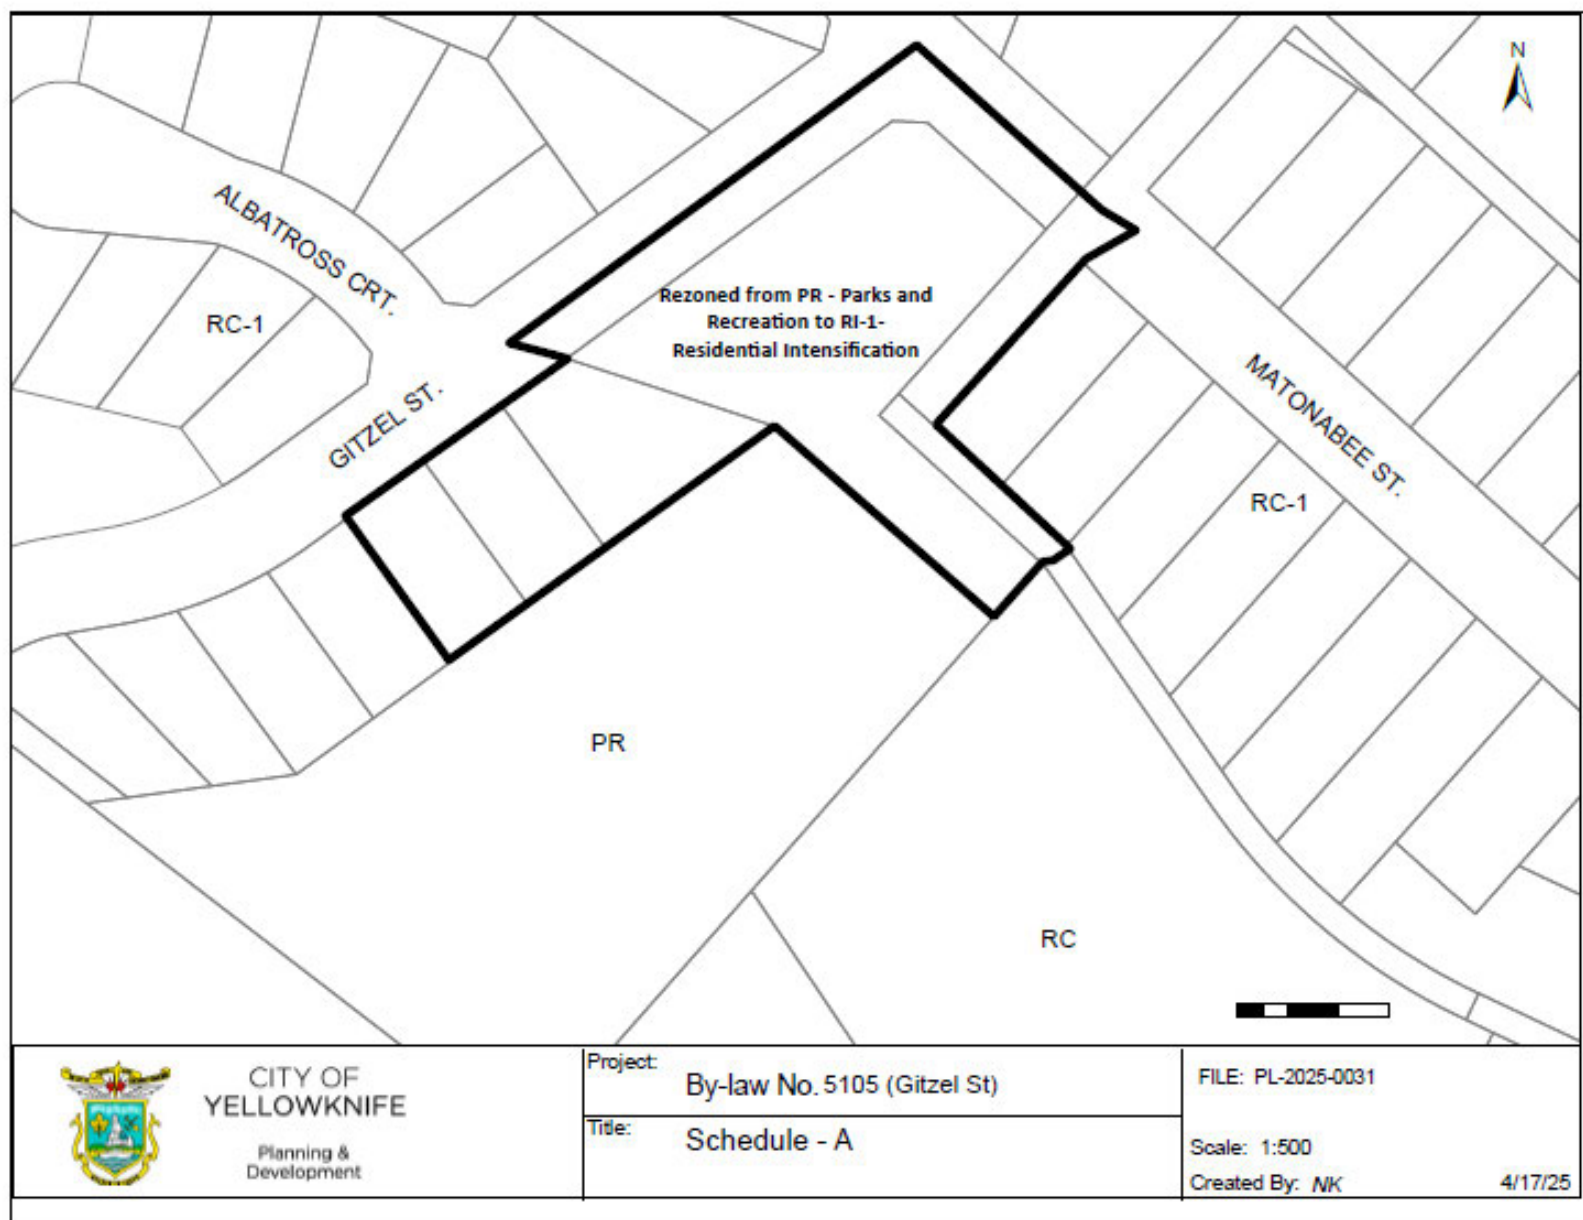 N
ALBATROSS CRT.
RC-1
GITZEL ST.
Rezoned from PR - Parks and
Recreation to RI-1-
Residential Intensification
MATONABEE ST.
RC-1
PR
RC
CITY OF
YELLOWKNIFE
Planning &
Development
Project:
By-law No. 5105 (Gitzel St)
Title:
Schedule - A
FILE: PL-2025-0031
Scale: 1:500
Created By: NK
4/17/25